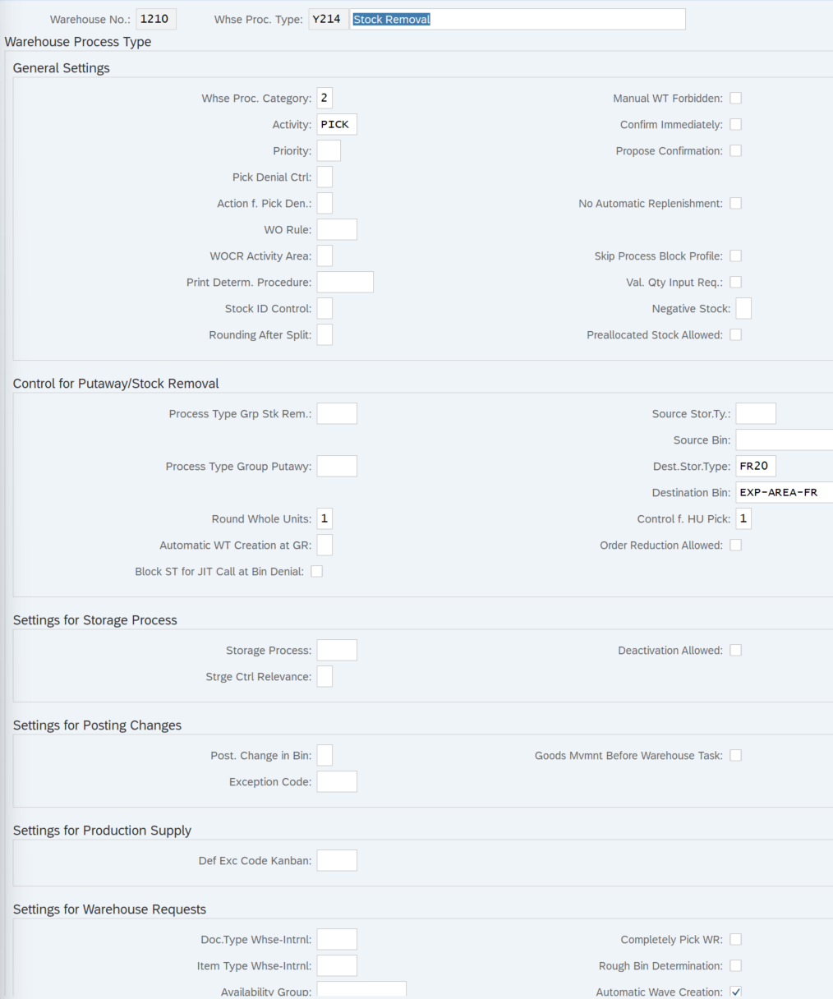 Warehouse No.: 1210 Whse Proc. Type: Y214 Stock Removal
Warehouse Process Type
General Settings
Whse Proc. Category: 2 Manual WT Forbidden:
Activity: PICK Confirm Immediately:
Priority: Propose Confirmation:
Pick Denial Ctrl:
Action f. Pick Den.: No Automatic Replenishment:
WO Rule:
WOCR Activity Area: Skip Process Block Profile:
Print Determ. Procedure: Val. Qty Input Req.:
Stock ID Control: Negative Stock:
Rounding After Split: Preallocated Stock Allowed:
Control for Putaway/Stock Removal
Process Type Grp Stk Rem.: Source Stor.Ty.:
Source Bin:
Process Type Group Putawy: Dest.Stor.Type: FR20
Destination Bin: EXP-AREA-FR
Round Whole Units: 1 Control f. HU Pick: 1
Automatic WT Creation at GR: Order Reduction Allowed:
Block ST for JIT Call at Bin Denial:
Settings for Storage Process
Storage Process: Deactivation Allowed:
Strge Ctrl Relevance:
Settings for Posting Changes
Post. Change in Bin: Goods Mvmnt Before Warehouse Task:
Exception Code:
Settings for Production Supply
Def Exc Code Kanban:
Settings for Warehouse Requests
Doc.Type Whse-Intrnl: Completely Pick WR:
Item Type Whse-Intrnl: Rough Bin Determination:
Availability Group: Automatic Wave Creation: